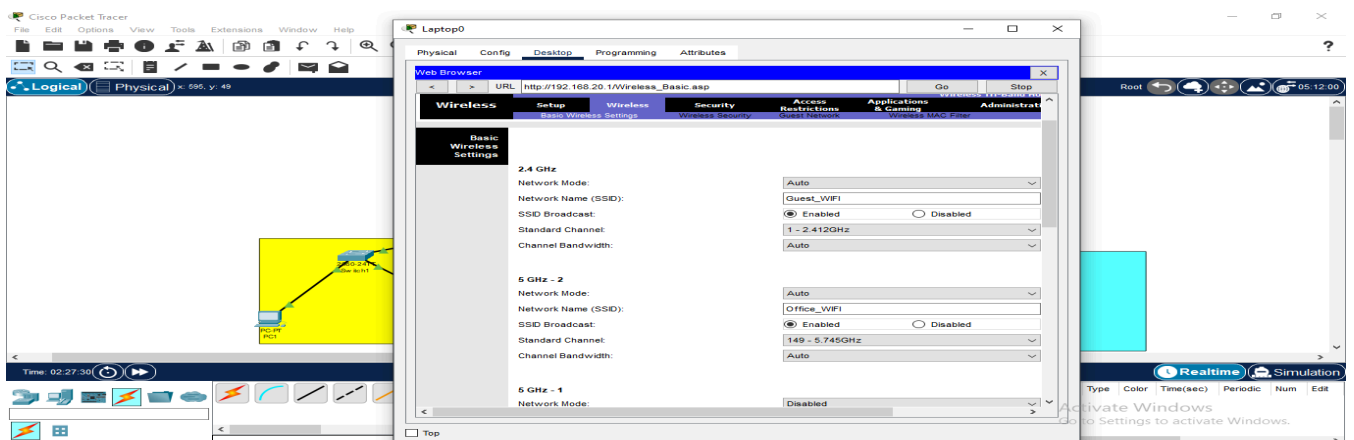 Cisco Packet Tracer
File Edit Options View Tools Extensions Window Help
Logical Physical x: 595, y: 49
Root 05:12:00
?
Laptop0
Physical Config Desktop Programming Attributes
Web Browser X
< > URL http://192.168.20.1/Wireless_Basic.asp Go Stop
Wireless Setup Wireless Security Access Restrictions Applications & Gaming Administrati
Basic Wireless Settings Wireless Security Guest Network Wireless MAC Filter
Basic
Wireless
Settings
2.4 GHz
Network Mode: Auto
Network Name (SSID): Guest_WIFI
SSID Broadcast: Enabled Disabled
Standard Channel: 1 - 2.412GHz
Channel Bandwidth: Auto
5 GHz - 2
Network Mode: Auto
Network Name (SSID): Office_WIFI
SSID Broadcast: Enabled Disabled
Standard Channel: 149 - 5.745GHz
Channel Bandwidth: Auto
5 GHz - 1
Network Mode: Disabled
Top
Switch1
PC-PT
PC1
Time: 02:27:30
Realtime Simulation
Type Color Time(sec) Periodic Num Edit
Activate Windows
Go to Settings to activate Windows.